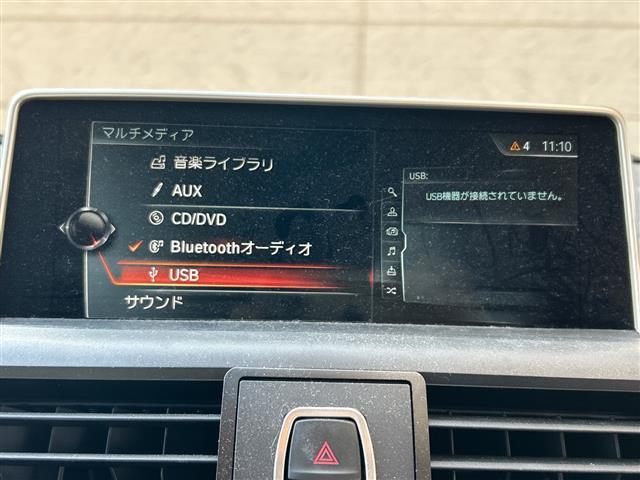 マルチメディア
4 11:10
音楽ライブラリ
AUX
CD/DVD
Bluetoothオーディオ
USB
サウンド
USB:
USB機器が接続されていません。